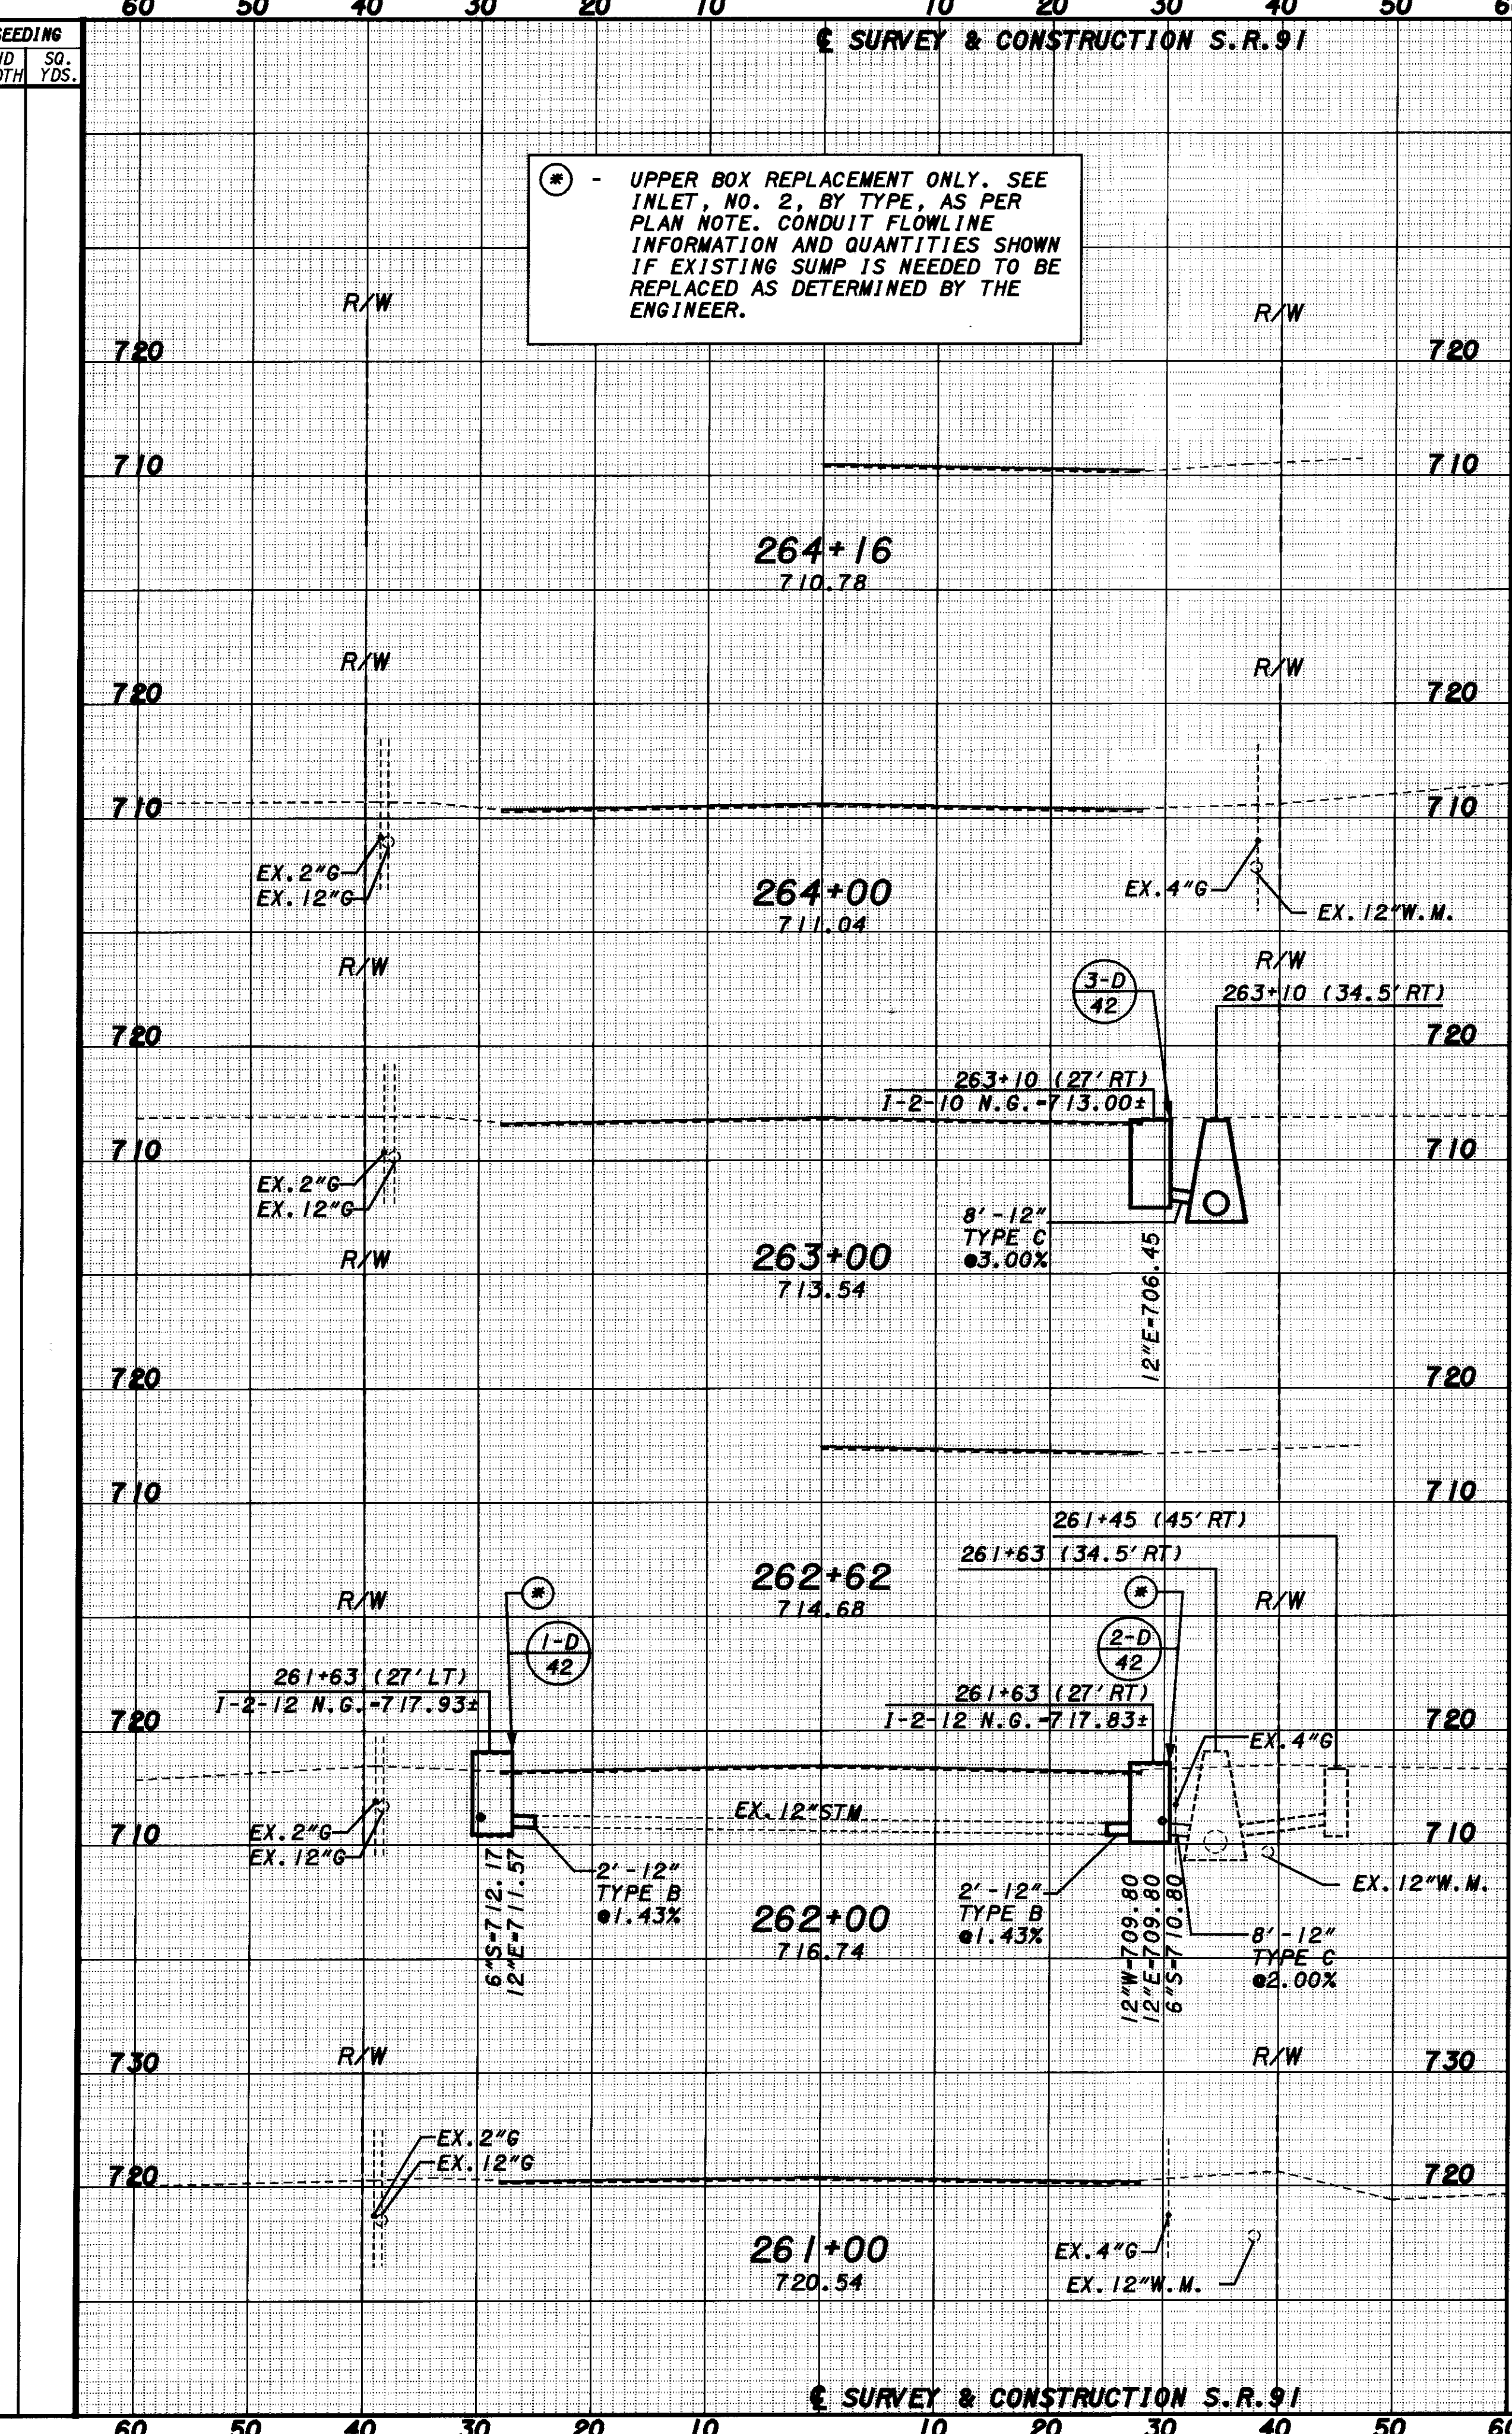 60 50 40 30 20 10 10 20 30 40 50
SEEDING
SQ.
YDS.
℄ SURVEY & CONSTRUCTION S.R.91
(*) - UPPER BOX REPLACEMENT ONLY. SEE
INLET, NO. 2, BY TYPE, AS PER
PLAN NOTE. CONDUIT FLOWLINE
INFORMATION AND QUANTITIES SHOWN
IF EXISTING SUMP IS NEEDED TO BE
REPLACED AS DETERMINED BY THE
ENGINEER.
R/W R/W
720 720
710 710
264+16
710.78
R/W R/W
720 720
710 710
EX.2"G
EX.12"G
264+00
711.04
EX.4"G
EX.12"W.M.
R/W R/W
3-D
42
263+10 (34.5'RT)
720 720
263+10 (27'RT)
I-2-10 N.G.=713.00±
710 710
EX.2"G
EX.12"G
8'-12"
TYPE C
@3.00%
12"E=706.45
R/W
263+00
713.54
720 720
710 710
261+45 (45'RT)
261+63 (34.5'RT)
262+62
714.68
R/W * * R/W
1-D
42
2-D
42
261+63 (27'LT)
I-2-12 N.G.=717.93±
261+63 (27'RT)
I-2-12 N.G.=717.83±
720 720
EX.4"G
EX.12"STM
710 710
EX.2"G
EX.12"G
6"S=712.17
12"E=711.57
2'-12"
TYPE B
@1.43%
262+00
716.74
2'-12"
TYPE B
@1.43%
12"W=709.80
12"E=709.80
6"S=710.80
8'-12"
TYPE C
@2.00%
EX.12"W.M.
R/W R/W
730 730
EX.2"G
EX.12"G
720 720
261+00
720.54
EX.4"G
EX.12"W.M.
℄ SURVEY & CONSTRUCTION S.R.91
60 50 40 30 20 10 10 20 30 40 50